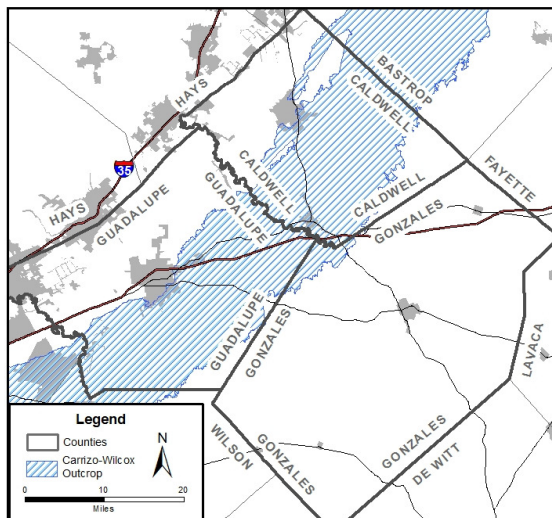 HAYS
BASTROP
CALDWELL
35
CALDWELL
GUADALUPE
CALDWELL
GONZALES
FAYETTE
HAYS
GUADALUPE
GUADALUPE
GONZALES
LAVACA
WILSON
GONZALES
GONZALES
DE WITT
Legend
Counties
Carrizo-Wilcox
Outcrop
N
0 10 20
Miles